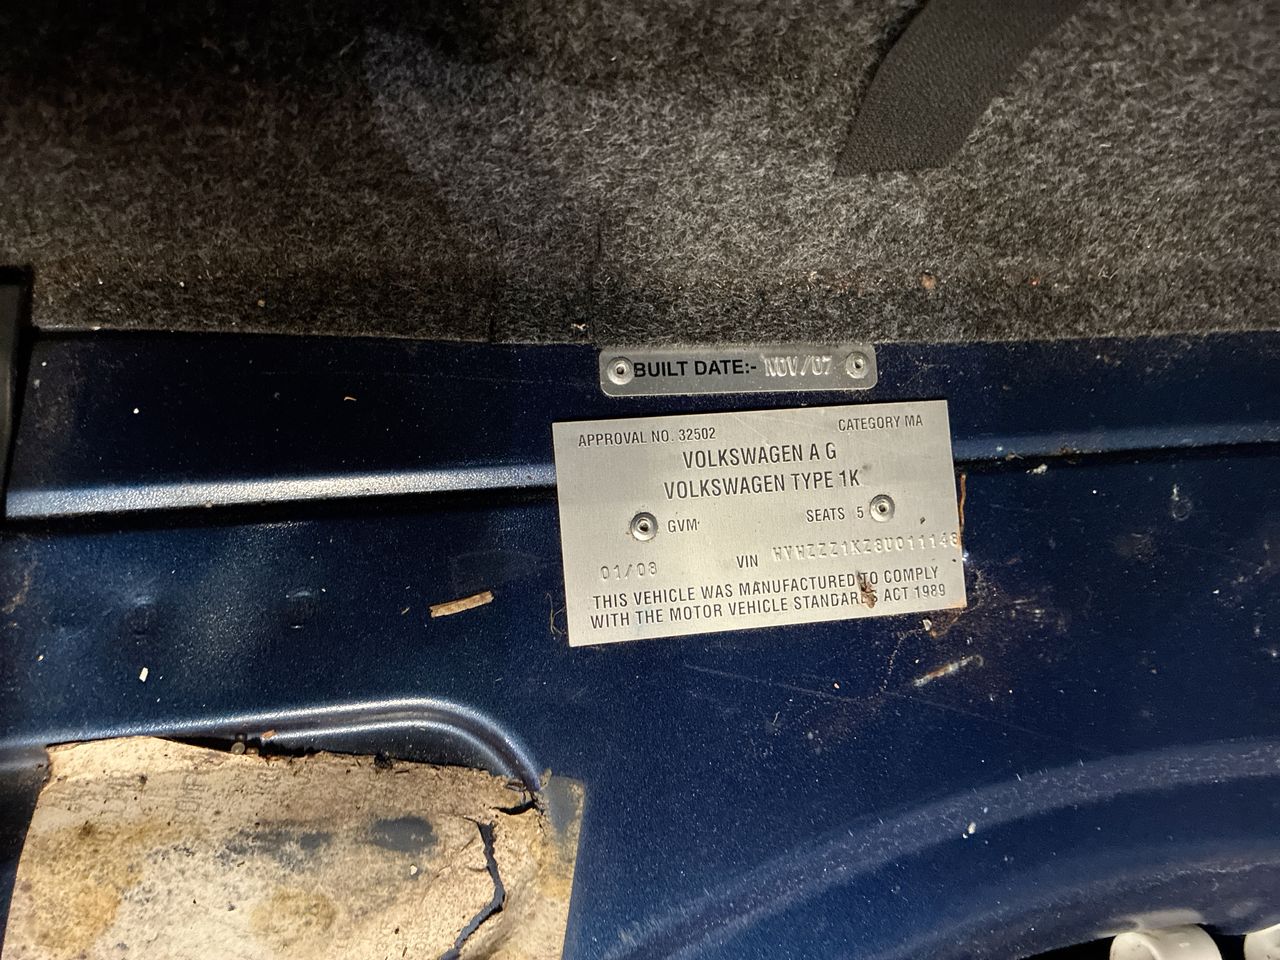 BUILT DATE:- NOV/07
APPROVAL NO. 32502 CATEGORY MA
VOLKSWAGEN A G
VOLKSWAGEN TYPE 1K
GVM SEATS 5
01/08 VIN WVWZZZ1KZ8U011148
THIS VEHICLE WAS MANUFACTURED TO COMPLY
WITH THE MOTOR VEHICLE STANDARDS ACT 1989